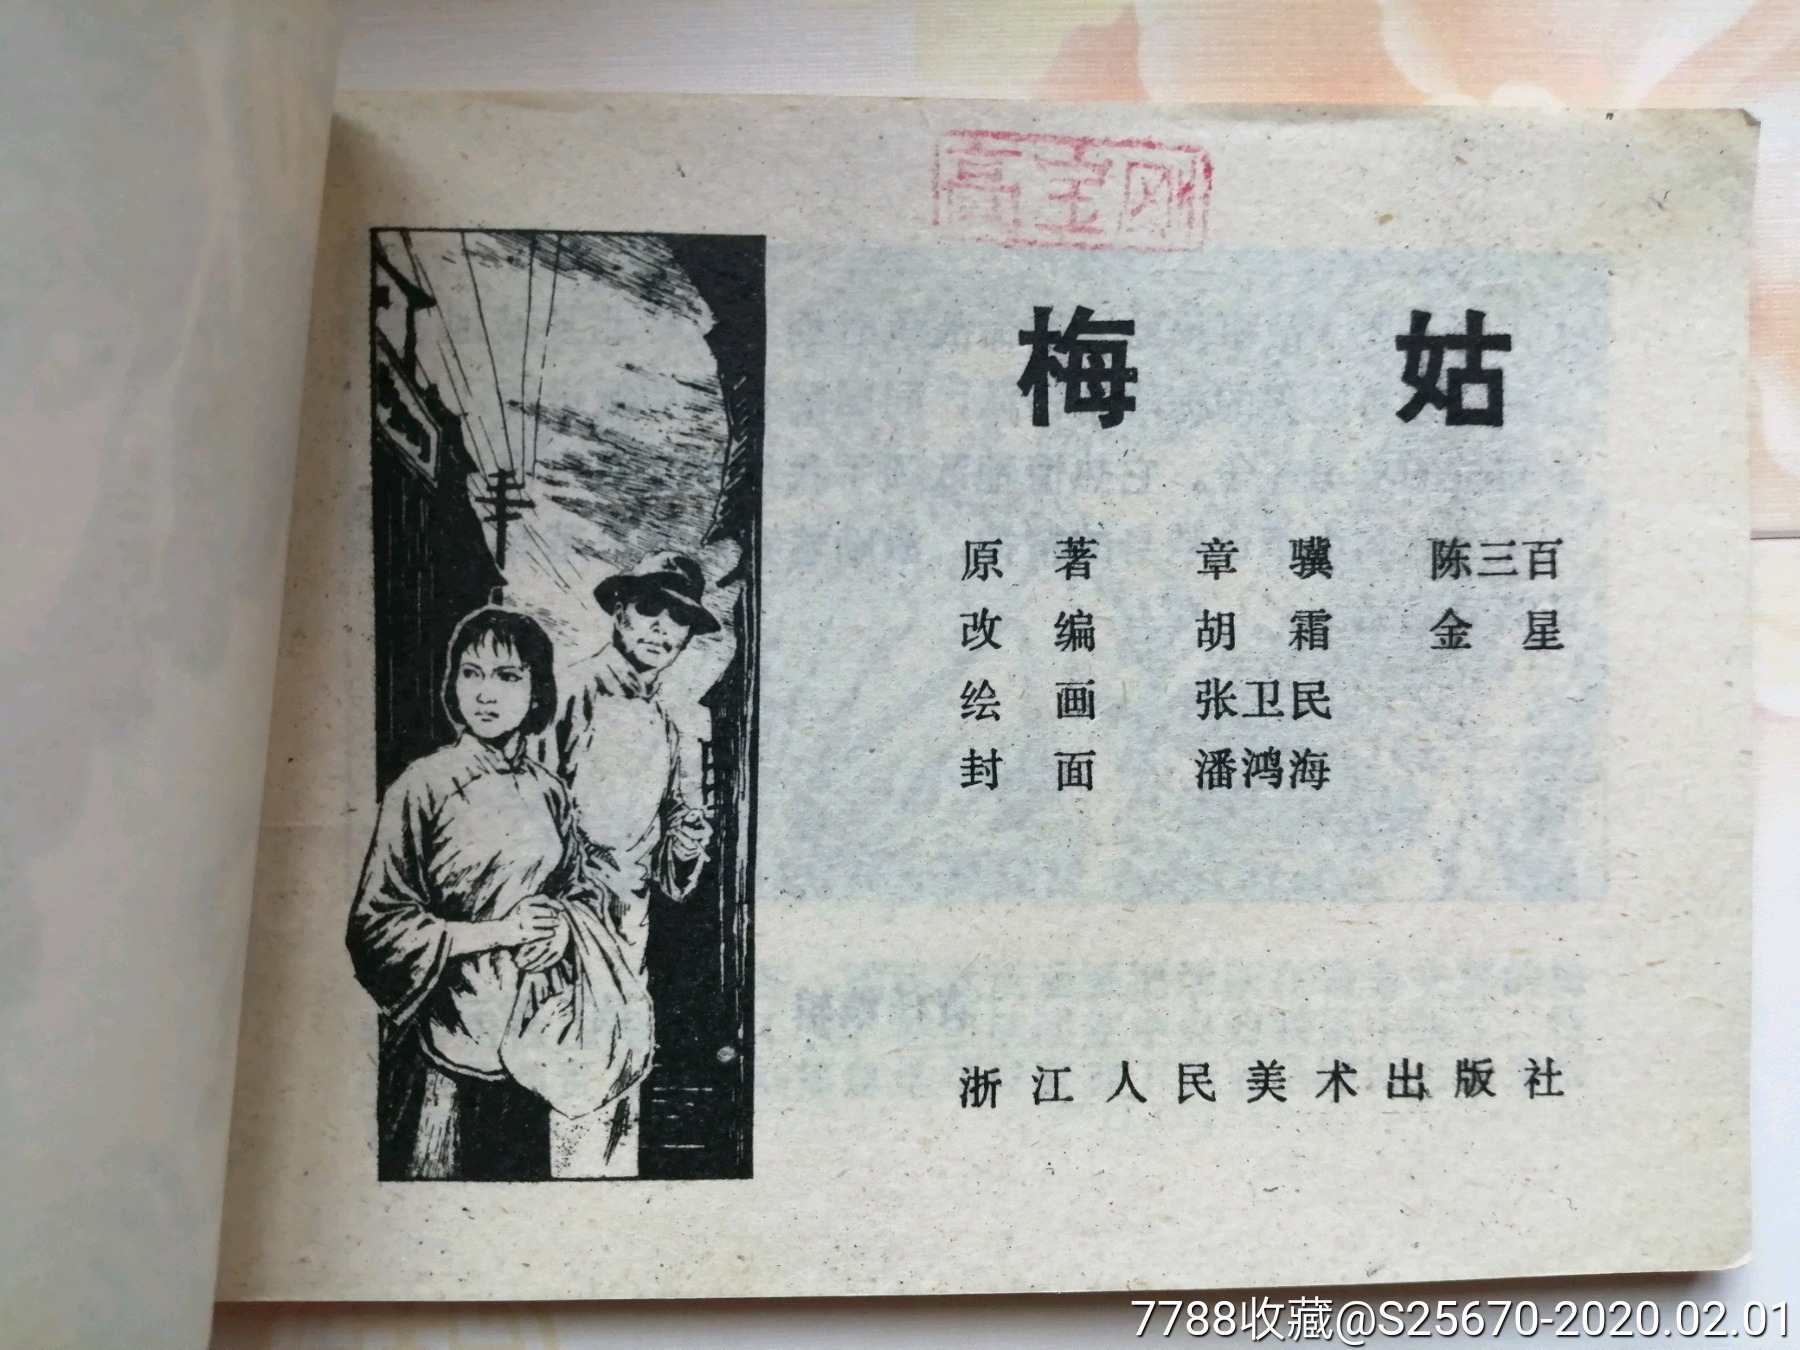 高宝刚
梅 姑
原 著 章 骥 陈三百
改 编 胡 霜 金 星
绘 画 张卫民
封 面 潘鸿海
浙江人民美术出版社
7788收藏@S25670-2020.02.01